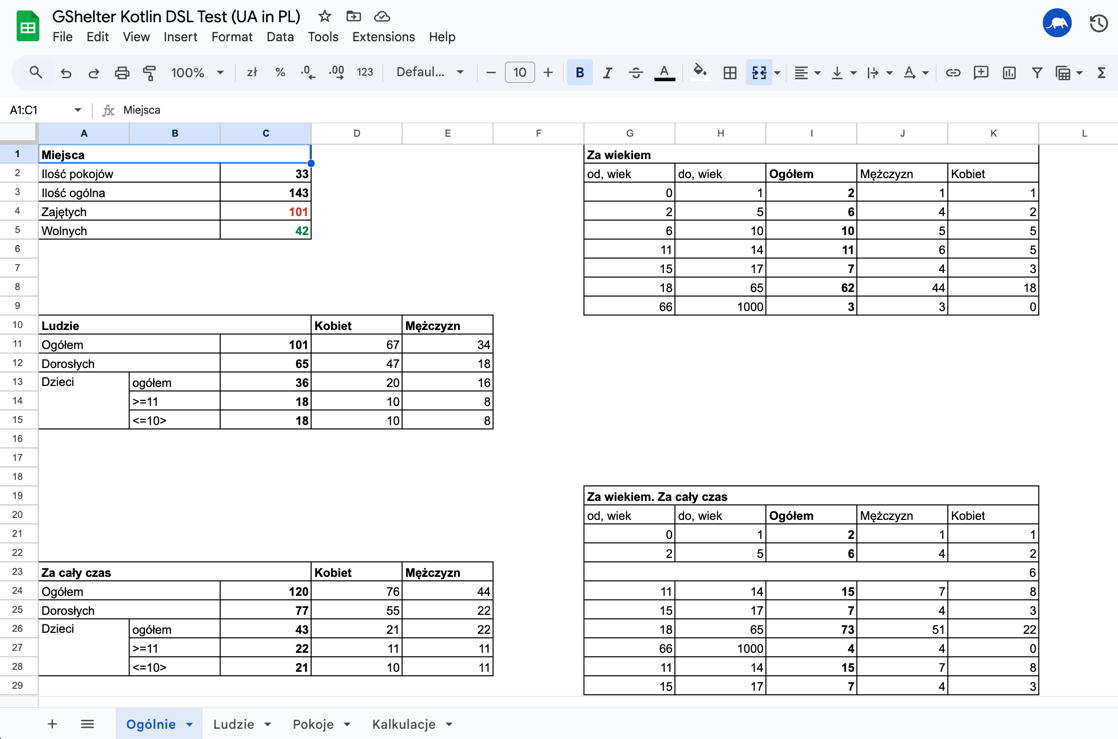 GShelter Kotlin DSL Test (UA in PL)
File Edit View Insert Format Data Tools Extensions Help
100% zł % .0 .00 123 Defaul... 10 B I S A
A1:C1 fx Miejsca
A B C D E F G H I J K L
1 Miejsca Za wiekiem
2 Ilość pokojów 33 od, wiek do, wiek Ogółem Mężczyzn Kobiet
3 Ilość ogólna 143 0 1 2 1 1
4 Zajętych 101 2 5 6 4 2
5 Wolnych 42 6 10 10 5 5
6 11 14 11 6 5
7 15 17 7 4 3
8 18 65 62 44 18
9 66 1000 3 3 0
10 Ludzie Kobiet Mężczyzn
11 Ogółem 101 67 34
12 Dorosłych 65 47 18
13 Dzieci ogółem 36 20 16
14 >=11 18 10 8
15 <=10> 18 10 8
16
17
18
19 Za wiekiem. Za cały czas
20 od, wiek do, wiek Ogółem Mężczyzn Kobiet
21 0 1 2 1 1
22 2 5 6 4 2
23 Za cały czas Kobiet Mężczyzn 6
24 Ogółem 120 76 44 11 14 15 7 8
25 Dorosłych 77 55 22 15 17 7 4 3
26 Dzieci ogółem 43 21 22 18 65 73 51 22
27 >=11 22 11 11 66 1000 4 4 0
28 <=10> 21 10 11 11 14 15 7 8
29 15 17 7 4 3
Ogólnie Ludzie Pokoje Kalkulacje